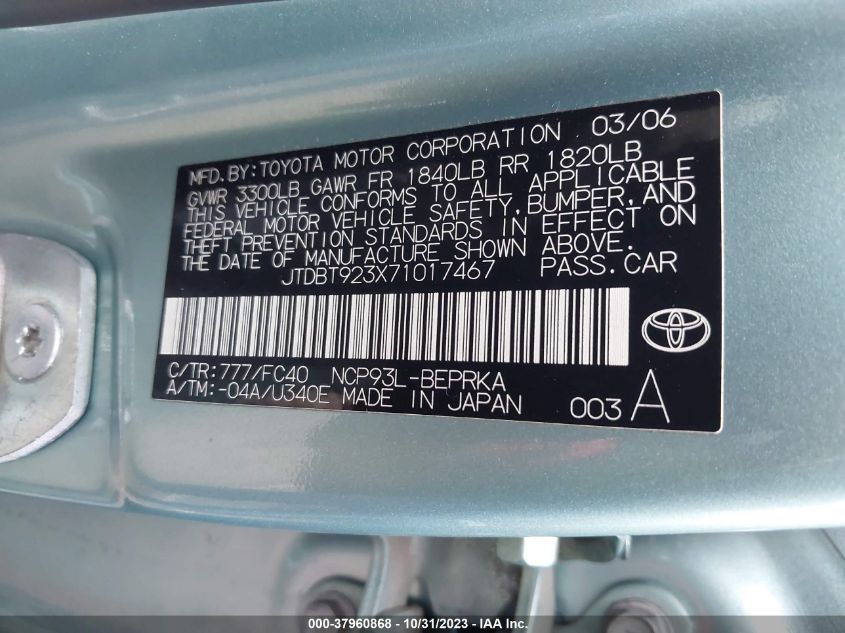 MFD. BY: TOYOTA MOTOR CORPORATION 03/06
GVWR 3300LB GAWR FR 1840LB RR 1820LB
THIS VEHICLE CONFORMS TO ALL APPLICABLE
FEDERAL MOTOR VEHICLE SAFETY, BUMPER, AND
THEFT PREVENTION STANDARDS IN EFFECT ON
THE DATE OF MANUFACTURE SHOWN ABOVE.
JTDBT923X71017467 PASS. CAR
C/TR: 777/FC40 NCP93L-BEPRKA
A/TM: -04A/U340E MADE IN JAPAN 003 A
000-37960868 - 10/31/2023 - IAA Inc.